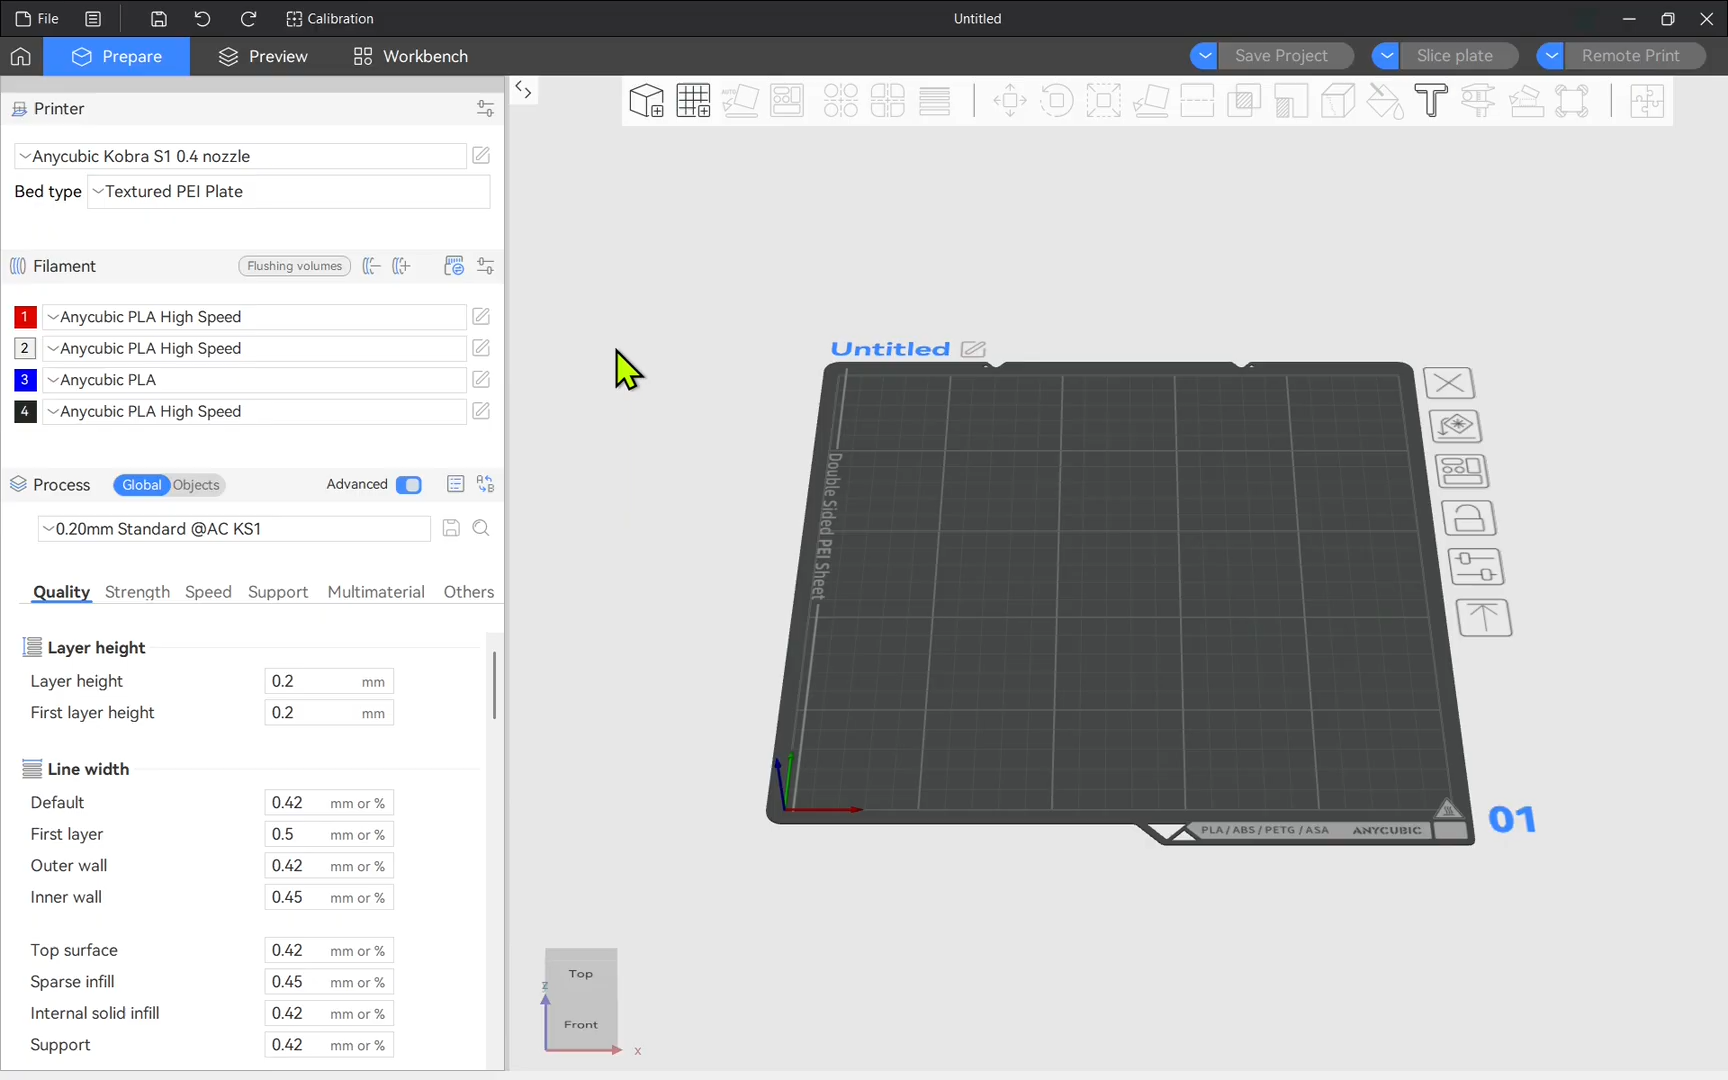 File
Calibration
Untitled
Prepare
Preview
Workbench
Save Project
Slice plate
Remote Print
Printer
Anycubic Kobra S1 0.4 nozzle
Bed type
Textured PEI Plate
Filament
Flushing volumes
1
Anycubic PLA High Speed
2
Anycubic PLA High Speed
3
Anycubic PLA
4
Anycubic PLA High Speed
Process
Global
Objects
Advanced
0.20mm Standard @AC KS1
Quality
Strength
Speed
Support
Multimaterial
Others
Layer height
Layer height 0.2 mm
First layer height 0.2 mm
Line width
Default 0.42 mm or %
First layer 0.5 mm or %
Outer wall 0.42 mm or %
Inner wall 0.45 mm or %
Top surface 0.42 mm or %
Sparse infill 0.45 mm or %
Internal solid infill 0.42 mm or %
Support 0.42 mm or %
AUTO
T
Untitled
Double Sided PEI Sheet
PLA / ABS / PETG / ASA
ANYCUBIC
01
Top
Front
z
x